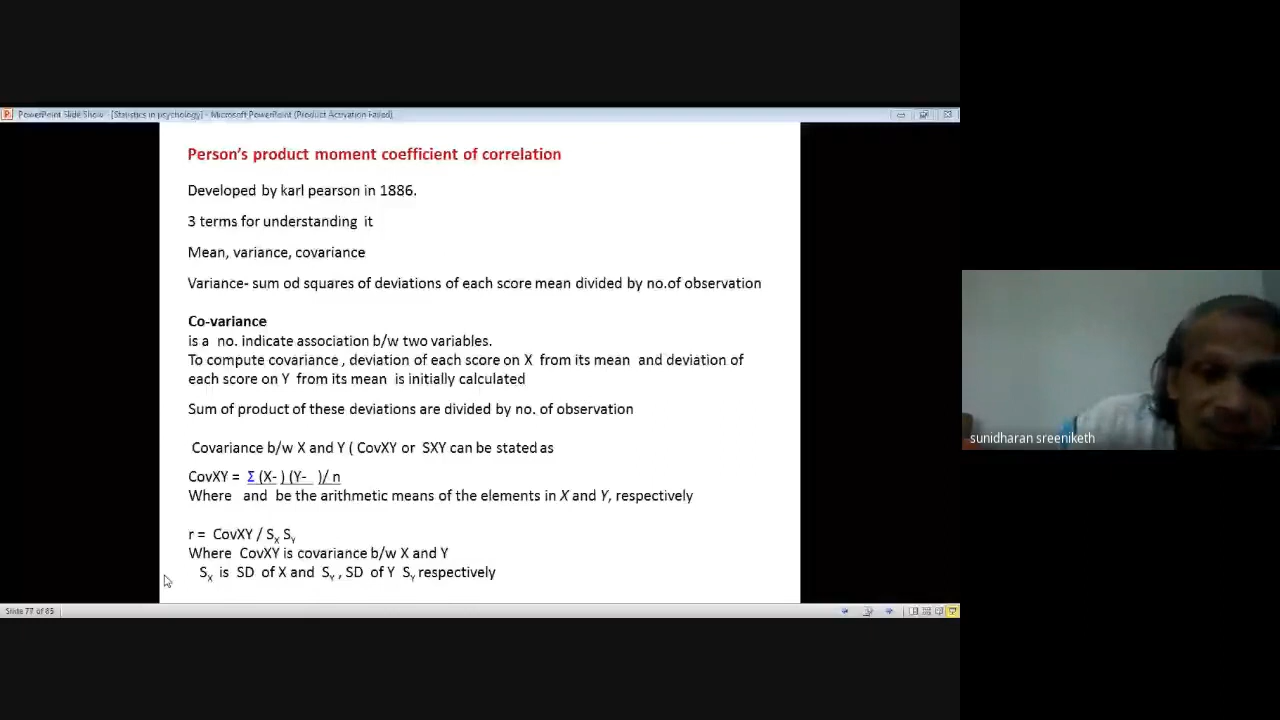 PowerPoint Slide Show - [Statistics in psychology] - Microsoft PowerPoint (Product Activation Failed)
Person's product moment coefficient of correlation
Developed by karl pearson in 1886.
3 terms for understanding it
Mean, variance, covariance
Variance- sum od squares of deviations of each score mean divided by no.of observation
Co-variance
is a no. indicate association b/w two variables.
To compute covariance , deviation of each score on X from its mean and deviation of
each score on Y from its mean is initially calculated
Sum of product of these deviations are divided by no. of observation
Covariance b/w X and Y ( CovXY or SXY can be stated as
CovXY = Σ (X- ) (Y- )/ n
Where and be the arithmetic means of the elements in X and Y, respectively
r = CovXY / Sx Sy
Where CovXY is covariance b/w X and Y
Sx is SD of X and Sy , SD of Y Sy respectively
Slide 77 of 85
sunidharan sreeniketh